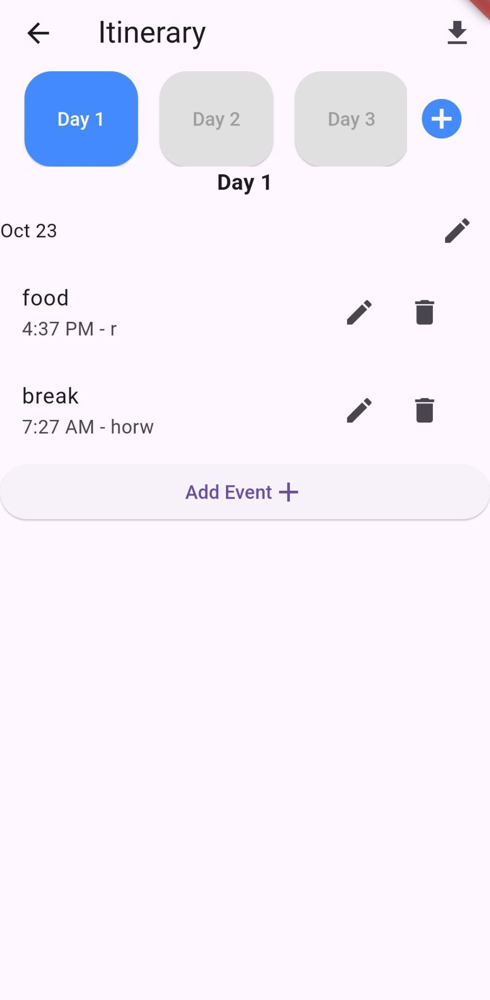 Itinerary
Day 1
Day 2
Day 3
Day 1
Oct 23
food
4:37 PM - r
break
7:27 AM - horw
Add Event